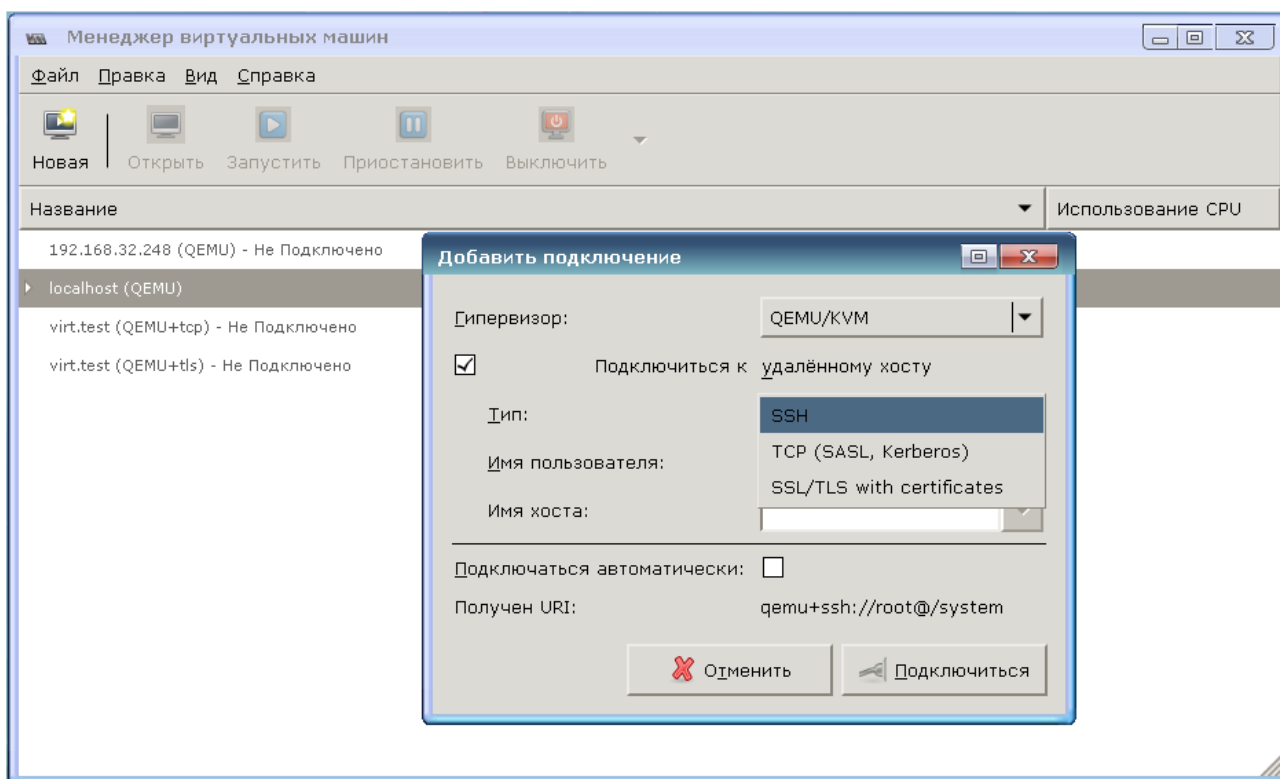 Менеджер виртуальных машин
Файл Правка Вид Справка
Новая Открыть Запустить Приостановить Выключить
Название Использование CPU
192.168.32.248 (QEMU) - Не Подключено
localhost (QEMU)
virt.test (QEMU+tcp) - Не Подключено
virt.test (QEMU+tls) - Не Подключено
Добавить подключение
Гипервизор: QEMU/KVM
Подключиться к удалённому хосту
Тип: SSH
TCP (SASL, Kerberos)
Имя пользователя:
SSL/TLS with certificates
Имя хоста:
Подключаться автоматически:
Получен URI: qemu+ssh://root@/system
Отменить Подключиться